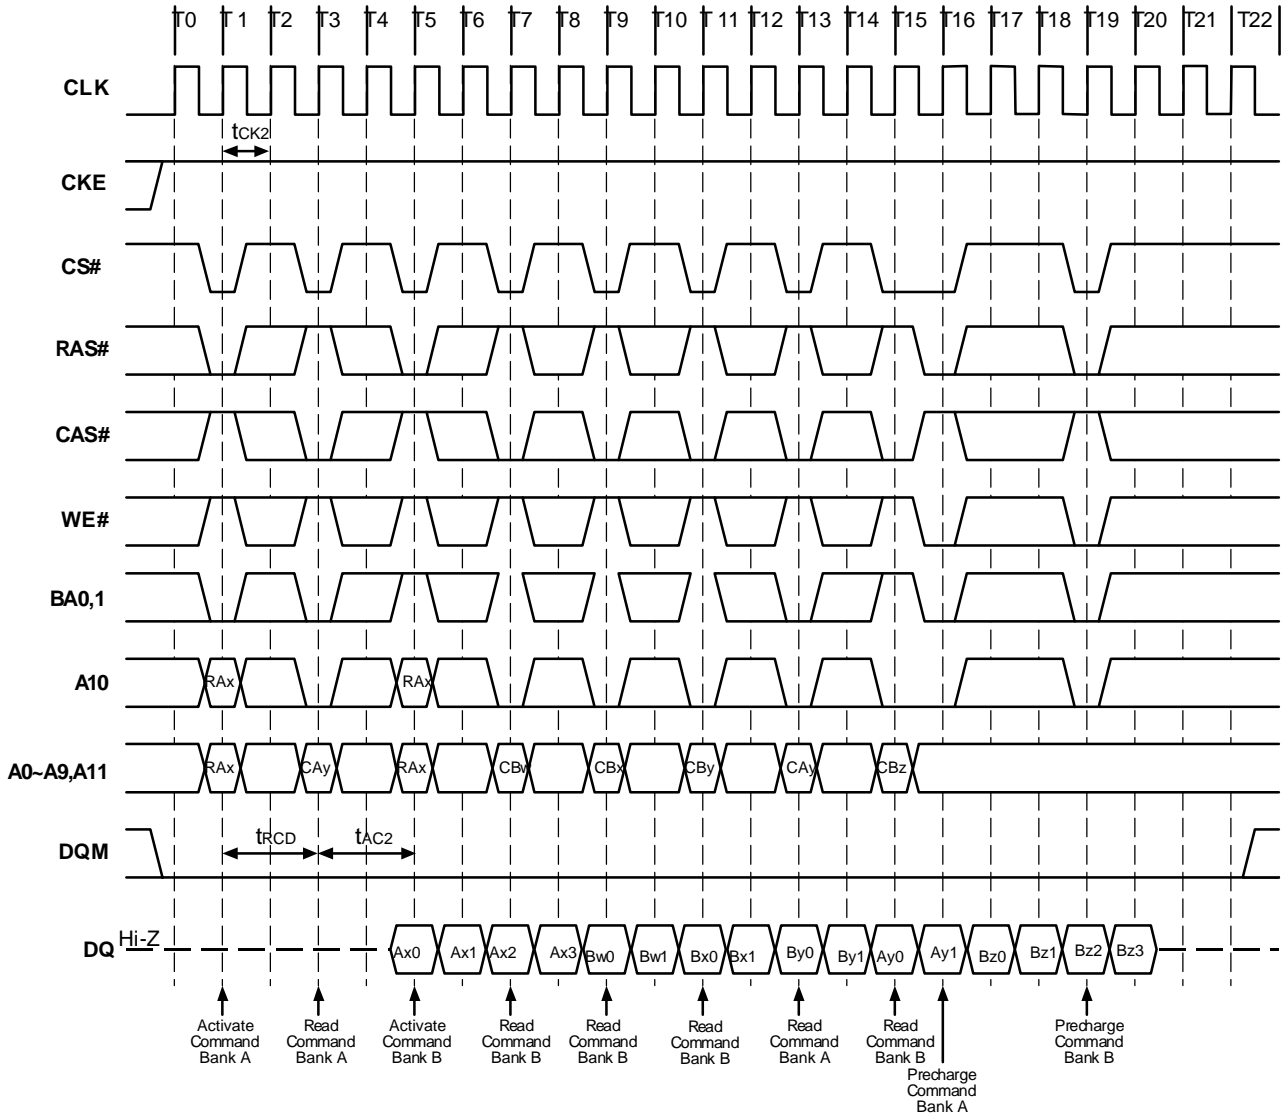 T0 T 1 T2 T3 T4 T5 T6 T7 T8 T9 T10 T 11 T12 T13 T14 T15 T16 T17 T18 T19 T20 T21 T22
CLK
tCK2
CKE
CS#
RAS#
CAS#
WE#
BA0,1
A10 RAx RAx
A0~A9,A11 RAx CAy RAx CBw CBx CBy CAy CBz
tRCD tAC2
DQM
DQ Hi-Z Ax0 Ax1 Ax2 Ax3 Bw0 Bw1 Bx0 Bx1 By0 By1 Ay0 Ay1 Bz0 Bz1 Bz2 Bz3
Activate Command Bank A
Read Command Bank A
Activate Command Bank B
Read Command Bank B
Read Command Bank B
Read Command Bank B
Read Command Bank A
Read Command Bank B
Precharge Command Bank A
Precharge Command Bank B